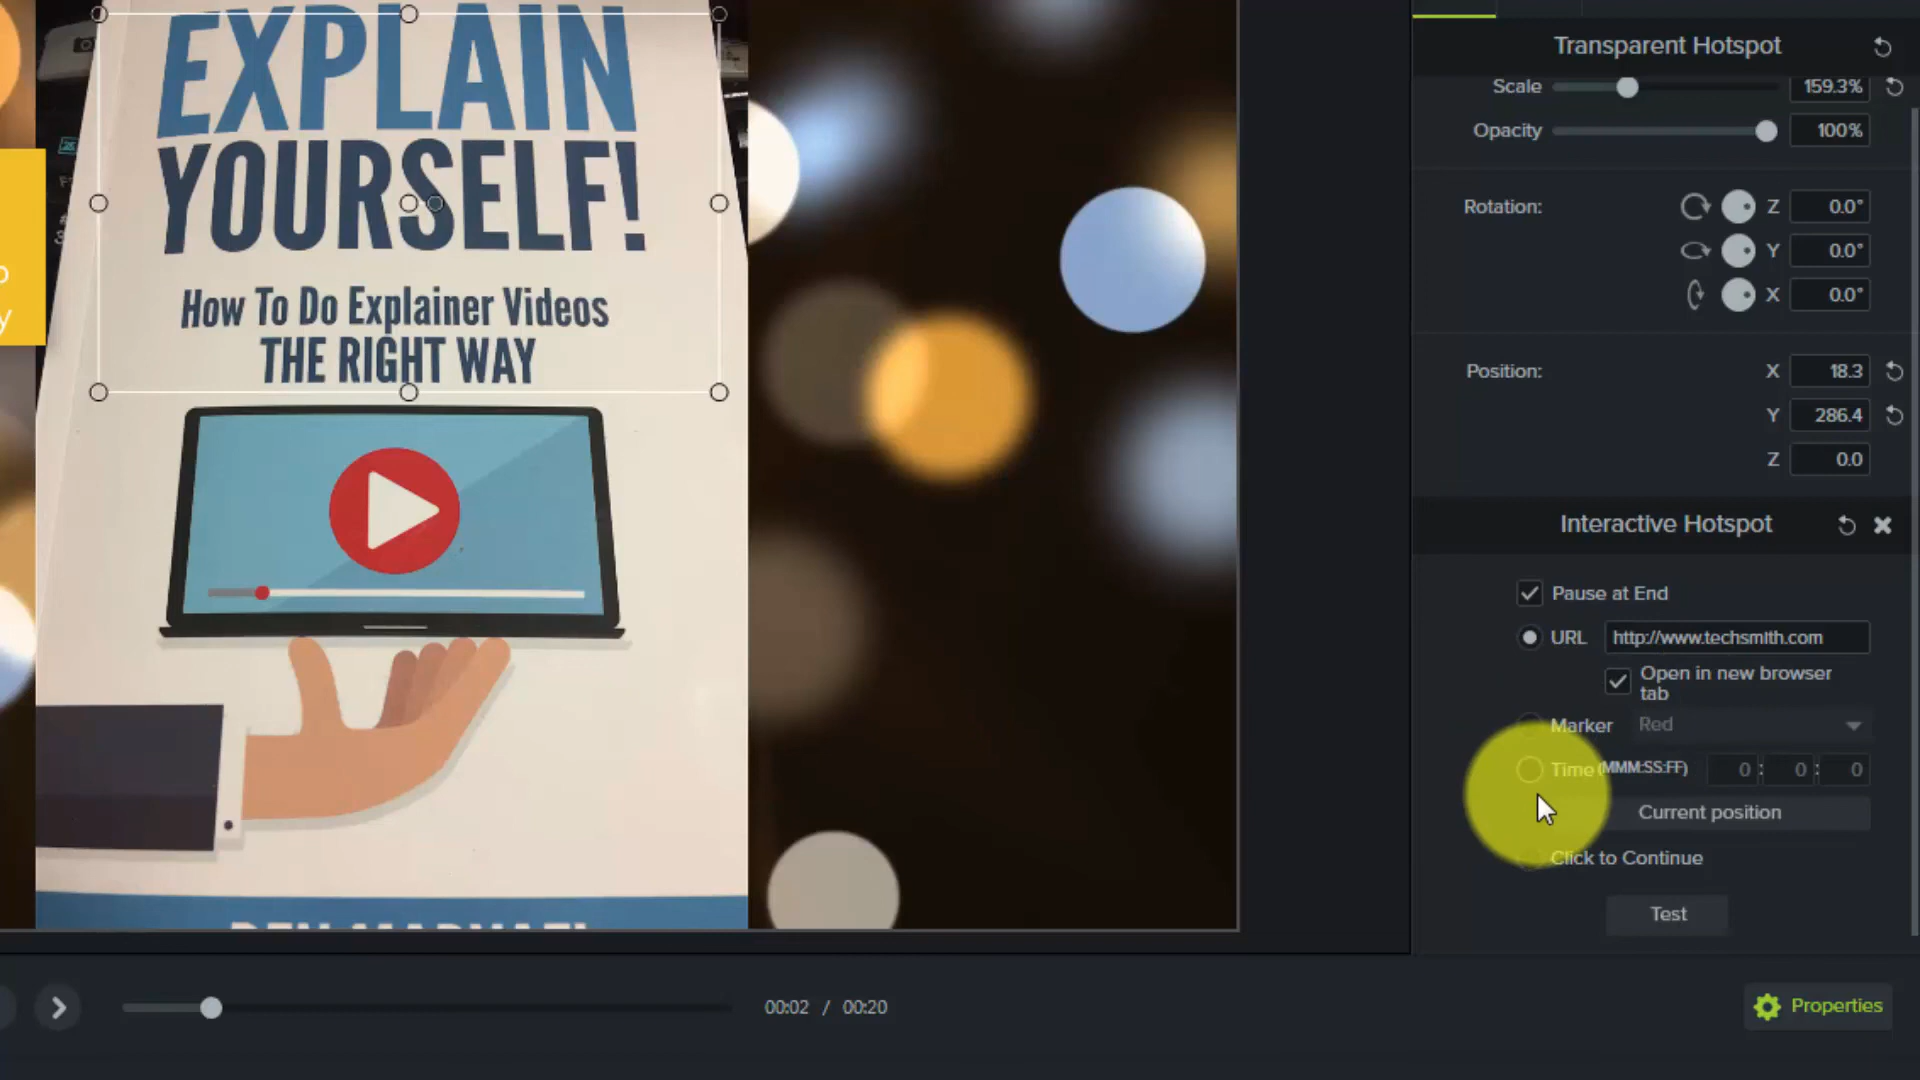 EXPLAIN
YOURSELF!
How To Do Explainer Videos
THE RIGHT WAY
Transparent Hotspot
Scale 159.3%
Opacity 100%
Rotation: Z 0.0°
Y 0.0°
X 0.0°
Position: X 18.3
Y 286.4
Z 0.0
Interactive Hotspot
Pause at End
URL http://www.techsmith.com
Open in new browser
tab
Marker Red
Time (MMM:SS:FF) 0 : 0 : 0
Current position
Click to Continue
Test
00:02 / 00:20
Properties